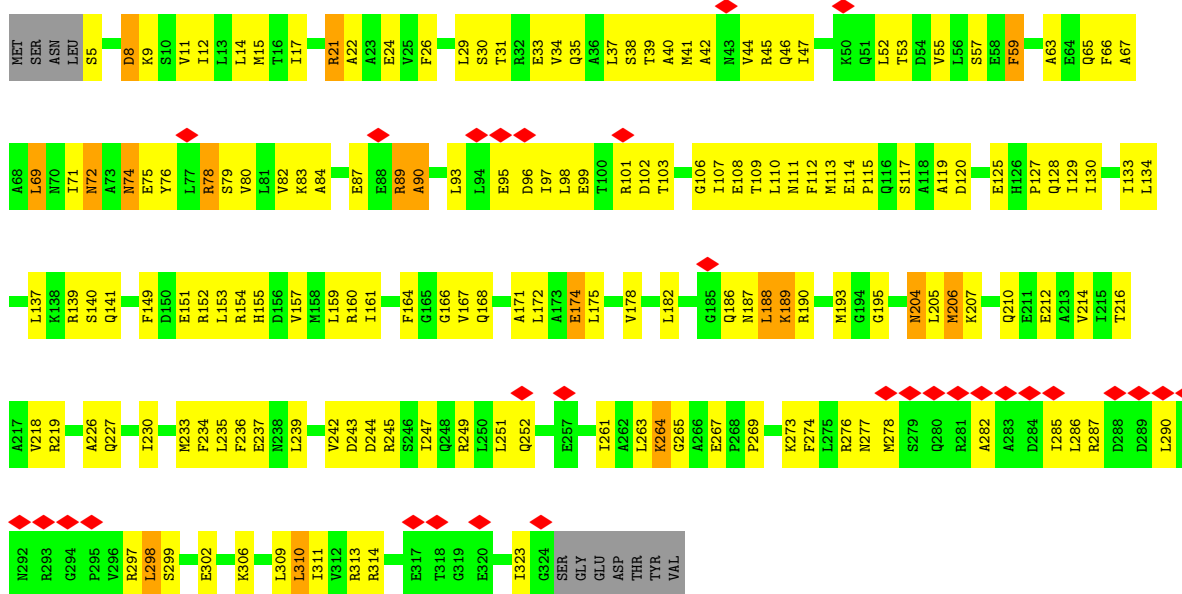 MET SER ASN LEU S5 D8 K9 S10 V11 I12 L13 L14 M15 T16 I17 R21 A22 A23 E24 V25 F26 L29 S30 T31 R32 E33 V34 Q35 A36 L37 S38 T39 A40 M41 A42 N43 V44 R45 Q46 I47 K50 Q51 L52 T53 D54 V55 L56 S57 E58 F59 A63 E64 Q65 F66 A67
A68 L69 N70 I71 N72 A73 N74 E75 Y76 L77 R78 S79 V80 L81 V82 K83 A84 E87 E88 R89 A90 L93 L94 E95 D96 I97 L98 E99 T100 R101 D102 T103 G106 I107 E108 T109 L110 N111 F112 M113 E114 P115 Q116 S117 A118 A119 D120 E125 H126 P127 Q128 I129 I130 I133 L134
L137 K138 R139 S140 Q141 F149 D150 E151 R152 L153 R154 H155 D156 V157 M158 L159 R160 I161 F164 G165 G166 V167 Q168 A171 L172 A173 E174 L175 V178 L182 G185 Q186 N187 L188 K189 R190 M193 G194 G195 N204 L205 M206 K207 Q210 E211 E212 A213 V214 I215 T216
A217 V218 R219 A226 Q227 I230 M233 F234 L235 F236 E237 N238 L239 V242 D243 D244 R245 S246 I247 Q248 R249 L250 L251 Q252 E257 I261 A262 L263 K264 G265 A266 E267 P268 P269 K273 F274 L275 R276 N277 M278 S279 Q280 R281 A282 A283 D284 I285 L286 R287 D288 D289 L290
N292 R293 G294 P295 V296 R297 L298 S299 E302 K306 L309 L310 I311 V312 R313 R314 E317 T318 G319 E320 I323 G324 SER GLY GLU ASP THR TYR VAL